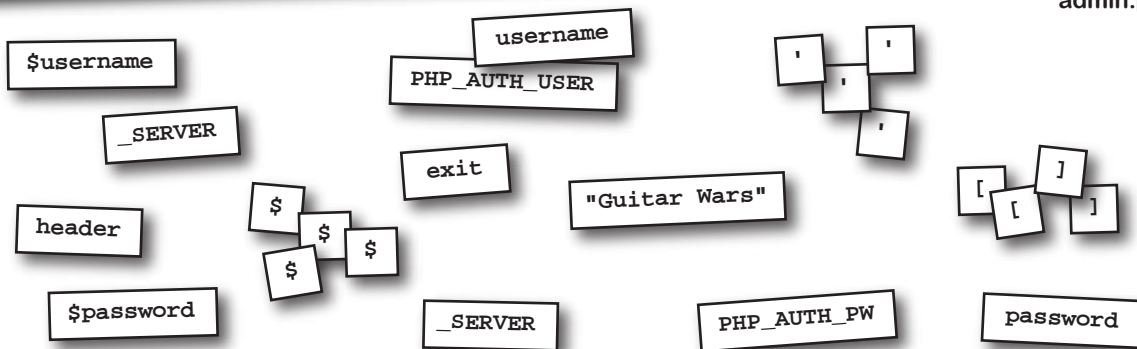 admin.
$username
username
PHP_AUTH_USER
'
'
'
'
_SERVER
exit
"Guitar Wars"
[
[
]
]
header
$
$
$
$
$password
_SERVER
PHP_AUTH_PW
password